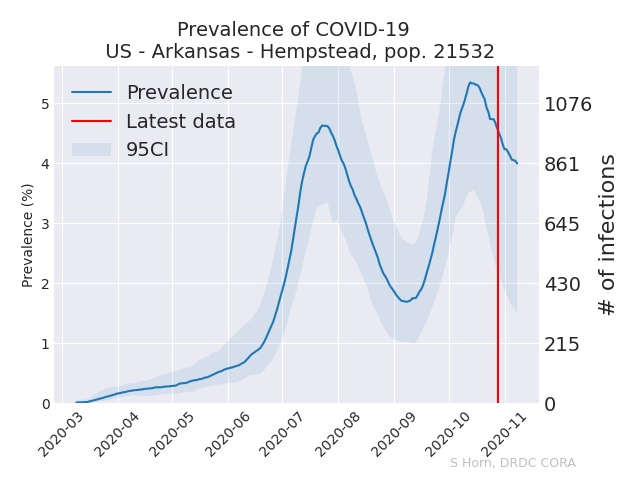 Prevalence of COVID-19
US - Arkansas - Hempstead, pop. 21532
Prevalence
Latest data
95CI
Prevalence (%)
5
4
3
2
1
0
1076
861
645
430
215
0
# of infections
2020-03
2020-04
2020-05
2020-06
2020-07
2020-08
2020-09
2020-10
2020-11
S Horn, DRDC CORA